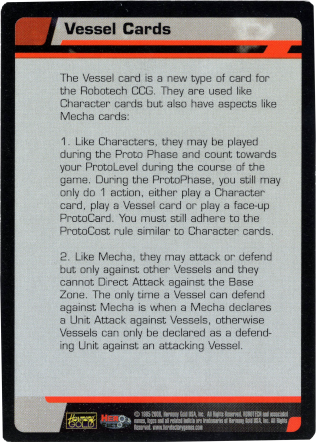 Vessel Cards
The Vessel card is a new type of card for
the Robotech CCG. They are used like
Character cards but also have aspects like
Mecha cards:
1. Like Characters, they may be played
during the Proto Phase and count towards
your ProtoLevel during the course of the
game. During the ProtoPhase, you still may
only do 1 action, either play a Character
card, play a Vessel card or play a face-up
ProtoCard. You must still adhere to the
ProtoCost rule similar to Character cards.
2. Like Mecha, they may attack or defend
but only against other Vessels and they
cannot Direct Attack against the Base
Zone. The only time a Vessel can defend
against Mecha is when a Mecha declares
a Unit Attack against Vessels, otherwise
Vessels can only be declared as a defend-
ing Unit against an attacking Vessel.
Harmony GOLD
HERO
© 1985-2006, Harmony Gold USA, Inc. All Rights Reserved. ROBOTECH and associated
names, logos and all related indicia are trademarks of Harmony Gold USA, Inc. All Rights
Reserved.